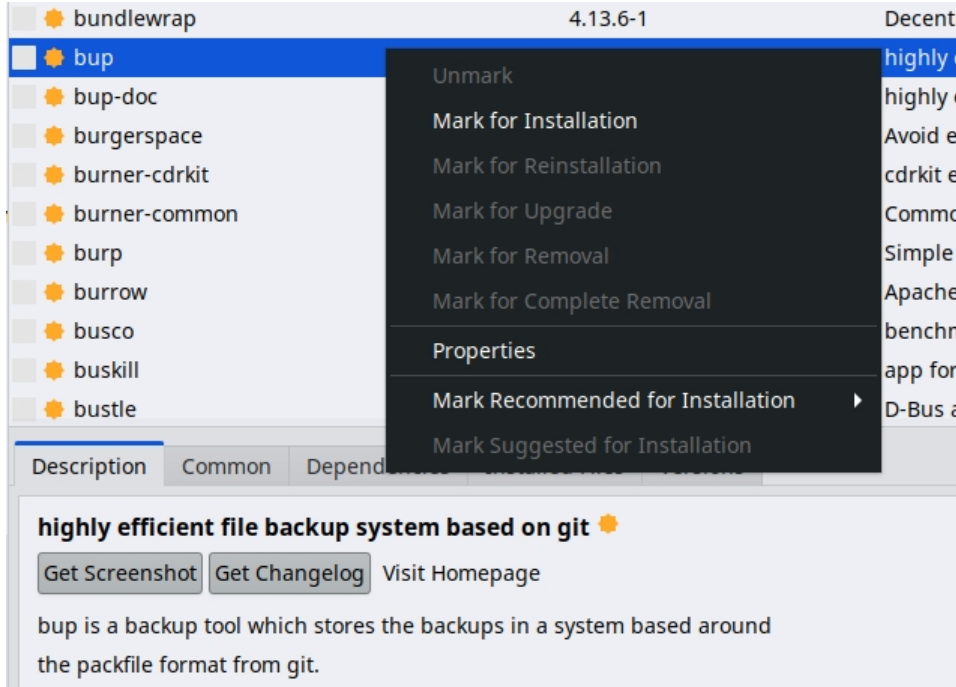 bundlewrap 4.13.6-1 Decent
bup highly
bup-doc highly
burgerspace Avoid
burner-cdrkit cdrkit
burner-common Commo
burp Simple
burrow Apache
busco benchm
buskill app for
bustle D-Bus
Unmark
Mark for Installation
Mark for Reinstallation
Mark for Upgrade
Mark for Removal
Mark for Complete Removal
Properties
Mark Recommended for Installation
Mark Suggested for Installation
Description Common Depend
highly efficient file backup system based on git
Get Screenshot Get Changelog Visit Homepage
bup is a backup tool which stores the backups in a system based around
the packfile format from git.